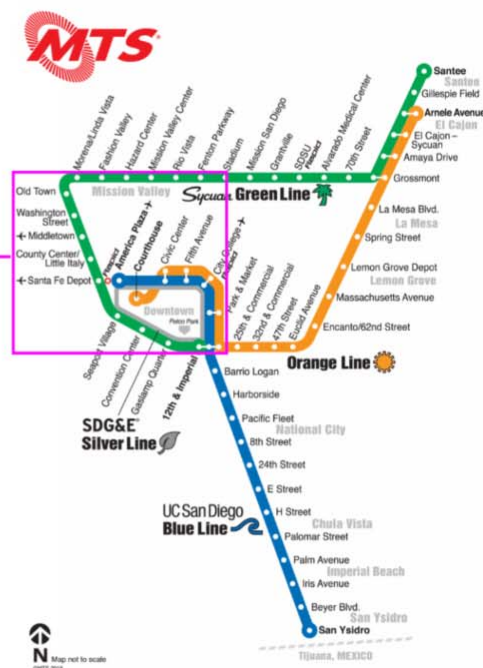 MTS®
Santee
Santee
Gillespie Field
Arnele Avenue
El Cajon
El Cajon –
Sycuan
Amaya Drive
Grossmont
Morena/Linda Vista
Fashion Valley
Hazard Center
Mission Valley Center
Rio Vista
Fenton Parkway
Stadium
Mission San Diego
Grantville
SDSU
Alvarado Medical Center
70th Street
Mission Valley
Sycuan Green Line
Old Town
Washington
Street
Middletown
County Center/
Little Italy
Santa Fe Depot
America Plaza
Courthouse
Civic Center
Fifth Avenue
City College
Park & Market
25th & Commercial
32nd & Commercial
47th Street
Euclid Avenue
La Mesa Blvd.
La Mesa
Spring Street
Lemon Grove Depot
Lemon Grove
Massachusetts Avenue
Encanto/62nd Street
Orange Line
Downtown
Petco Park
Seaport Village
Convention Center
Gaslamp Quarter
12th & Imperial
SDG&E
Silver Line
Barrio Logan
Harborside
Pacific Fleet
National City
8th Street
24th Street
E Street
H Street
UC San Diego
Blue Line
Chula Vista
Palomar Street
Palm Avenue
Imperial Beach
Iris Avenue
Beyer Blvd.
San Ysidro
San Ysidro
Tijuana, MEXICO
N
Map not to scale